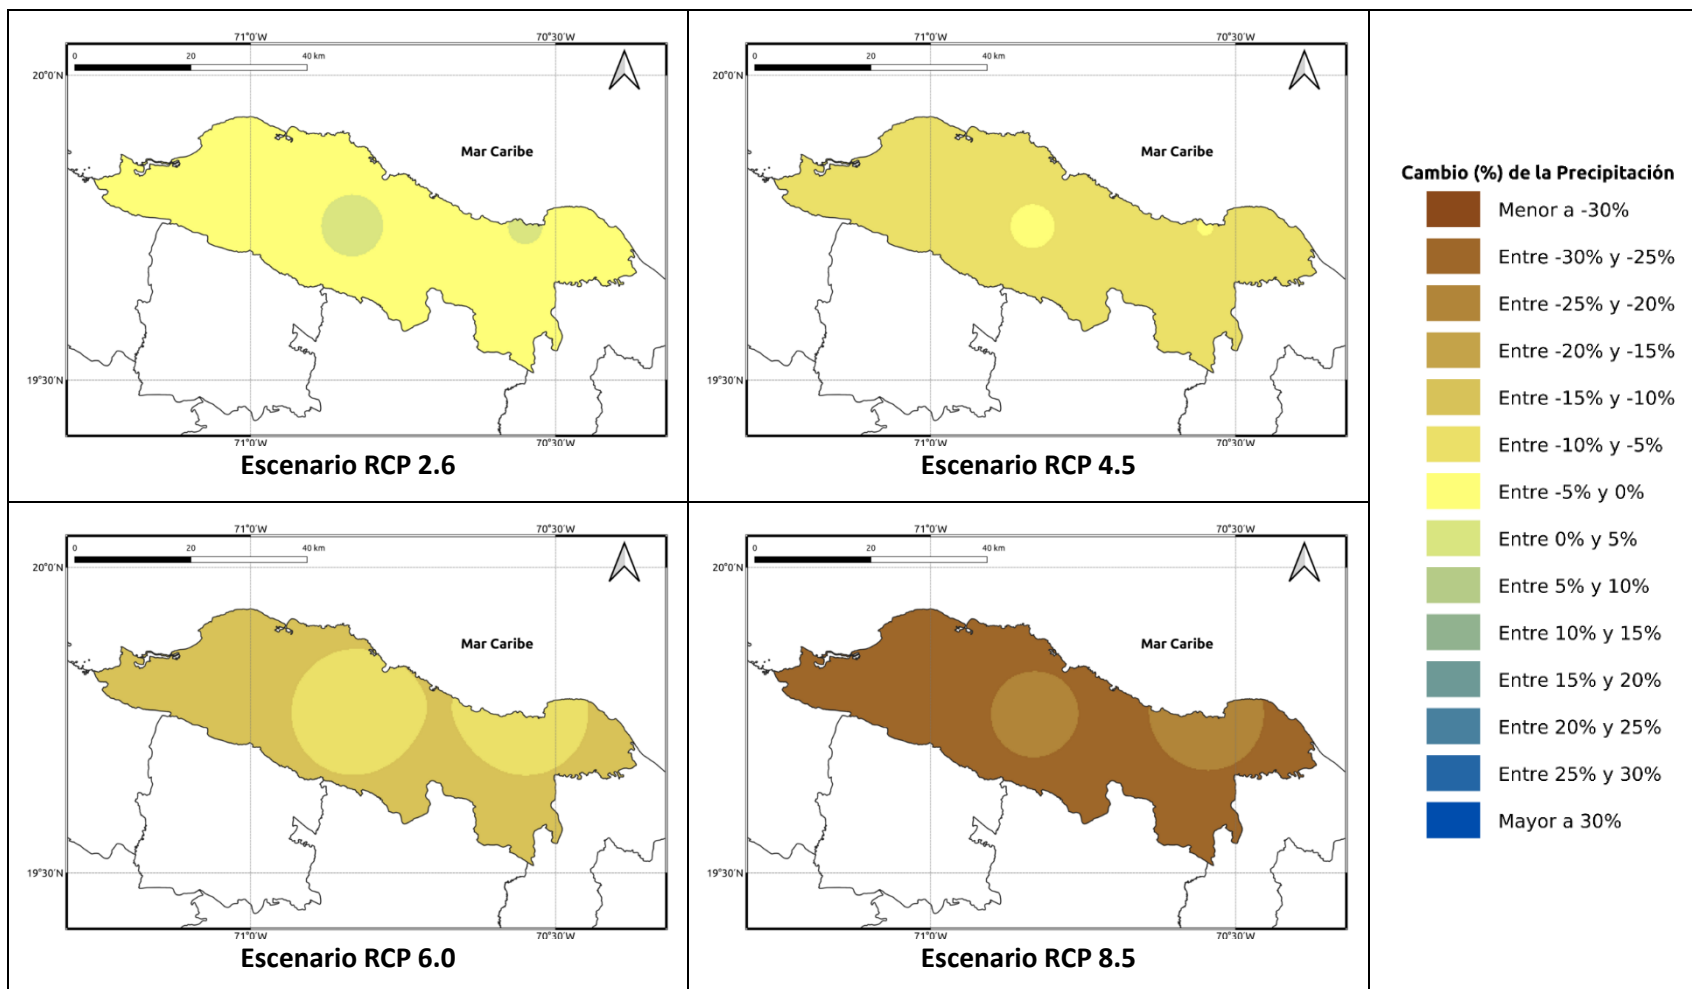 71°0'W 70°30'W
0 20 40 km
20°0'N
Mar Caribe
19°30'N
71°0'W 70°30'W
Escenario RCP 2.6
71°0'W 70°30'W
0 20 40 km
20°0'N
Mar Caribe
19°30'N
71°0'W 70°30'W
Escenario RCP 4.5
71°0'W 70°30'W
0 20 40 km
20°0'N
Mar Caribe
19°30'N
71°0'W 70°30'W
Escenario RCP 6.0
71°0'W 70°30'W
0 20 40 km
20°0'N
Mar Caribe
19°30'N
71°0'W 70°30'W
Escenario RCP 8.5
Cambio (%) de la Precipitación
Menor a -30%
Entre -30% y -25%
Entre -25% y -20%
Entre -20% y -15%
Entre -15% y -10%
Entre -10% y -5%
Entre -5% y 0%
Entre 0% y 5%
Entre 5% y 10%
Entre 10% y 15%
Entre 15% y 20%
Entre 20% y 25%
Entre 25% y 30%
Mayor a 30%